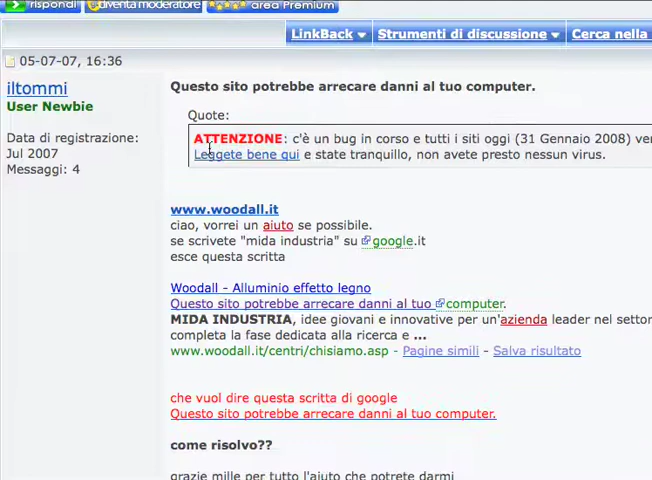 rispondi diventa moderatore area Premium
LinkBack Strumenti di discussione Cerca nella
05-07-07, 16:36
iltommi
User Newbie
Data di registrazione:
Jul 2007
Messaggi: 4
Questo sito potrebbe arrecare danni al tuo computer.
Quote:
ATTENZIONE: c'è un bug in corso e tutti i siti oggi (31 Gennaio 2008)
Leggete bene qui e state tranquillo, non avete presto nessun virus.
www.woodall.it
ciao, vorrei un aiuto se possibile.
se scrivete "mida industria" su google.it
esce questa scritta
Woodall - Alluminio effetto legno
Questo sito potrebbe arrecare danni al tuo computer.
MIDA INDUSTRIA, idee giovani e innovative per un'azienda leader nel
completa la fase dedicata alla ricerca e ...
www.woodall.it/centri/chisiamo.asp - Pagine simili - Salva risultato
che vuol dire questa scritta di google
Questo sito potrebbe arrecare danni al tuo computer.
come risolvo??
grazie mille per tutto l'aiuto che potrete darmi